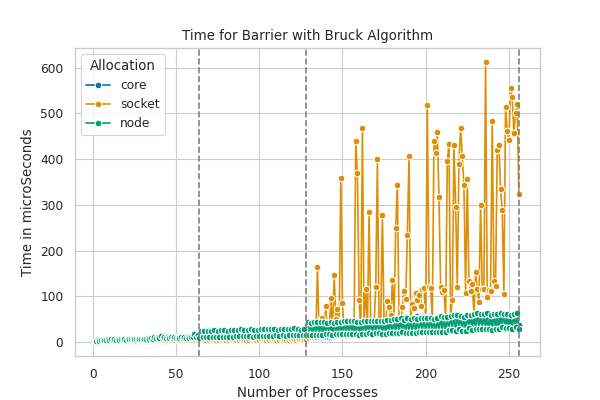 Time for Barrier with Bruck Algorithm
Allocation
core
socket
node
600
500
400
300
200
100
0
Time in microSeconds
0 50 100 150 200 250
Number of Processes